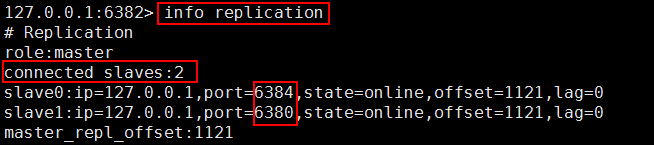 127.0.0.1:6382> info replication
# Replication
role:master
connected slaves:2
slave0:ip=127.0.0.1,port=6384,state=online,offset=1121,lag=0
slave1:ip=127.0.0.1,port=6380,state=online,offset=1121,lag=0
master_repl_offset:1121